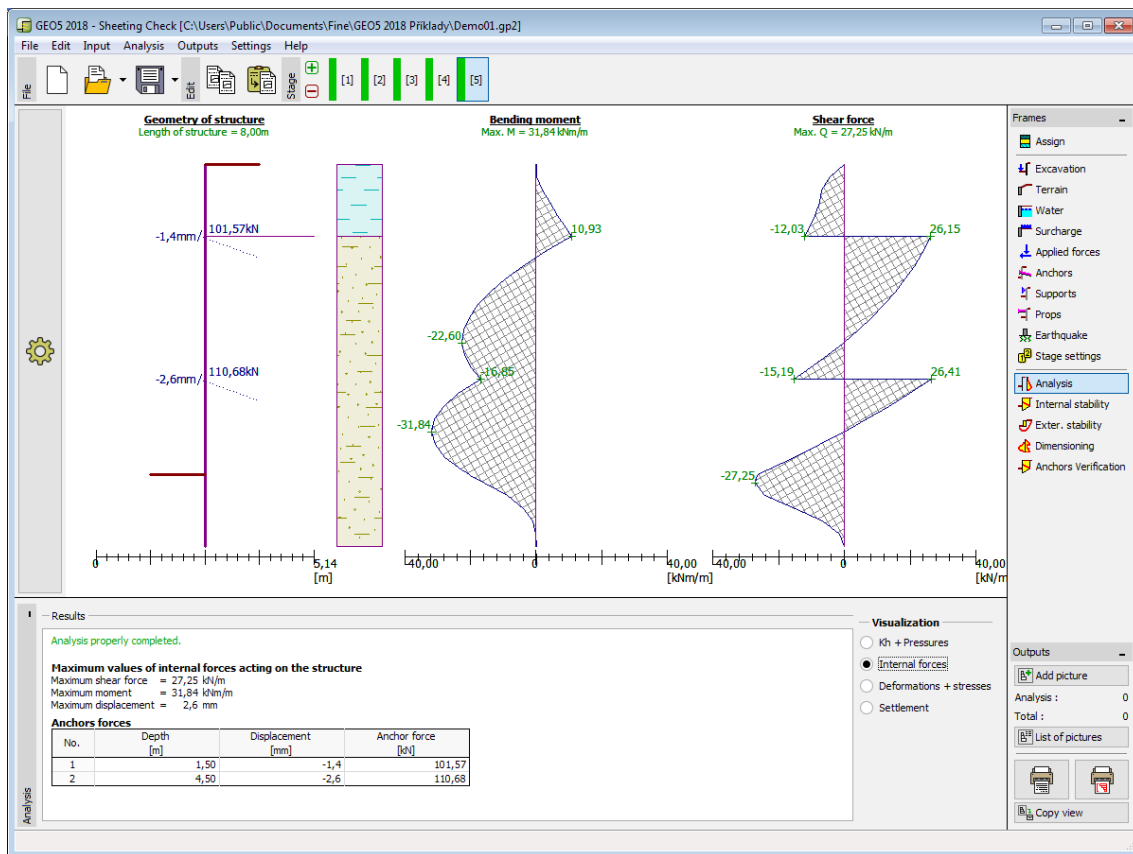 GEO5 2018 - Sheeting Check [C:\Users\Public\Documents\Fine\GEO5 2018 Příklady\Demo01.gp2]
File Edit Input Analysis Outputs Settings Help
File
Edit
Stage
[1] [2] [3] [4] [5]
Geometry of structure
Length of structure = 8,00m
-1,4mm
101,57kN
-2,6mm
110,68kN
0 5,14
[m]
Bending moment
Max. M = 31,84 kNm/m
10,93
-22,60
-16,85
-31,84
-40,00 0 40,00
[kNm/m]
Shear force
Max. Q = 27,25 kN/m
-12,03 26,15
-15,19 26,41
-27,25
-40,00 0 40,00
[kN/m]
Frames
Assign
Excavation
Terrain
Water
Surcharge
Applied forces
Anchors
Supports
Props
Earthquake
Stage settings
Analysis
Internal stability
Exter. stability
Dimensioning
Anchors Verification
Analysis
Results
Analysis properly completed.
Maximum values of internal forces acting on the structure
Maximum shear force = 27,25 kN/m
Maximum moment = 31,84 kNm/m
Maximum displacement = 2,6 mm
Anchors forces
No. Depth Displacement Anchor force
[m] [mm] [kN]
1 1,50 -1,4 101,57
2 4,50 -2,6 110,68
Visualization
Kh + Pressures
Internal forces
Deformations + stresses
Settlement
Outputs
Add picture
Analysis : 0
Total : 0
List of pictures
Copy view